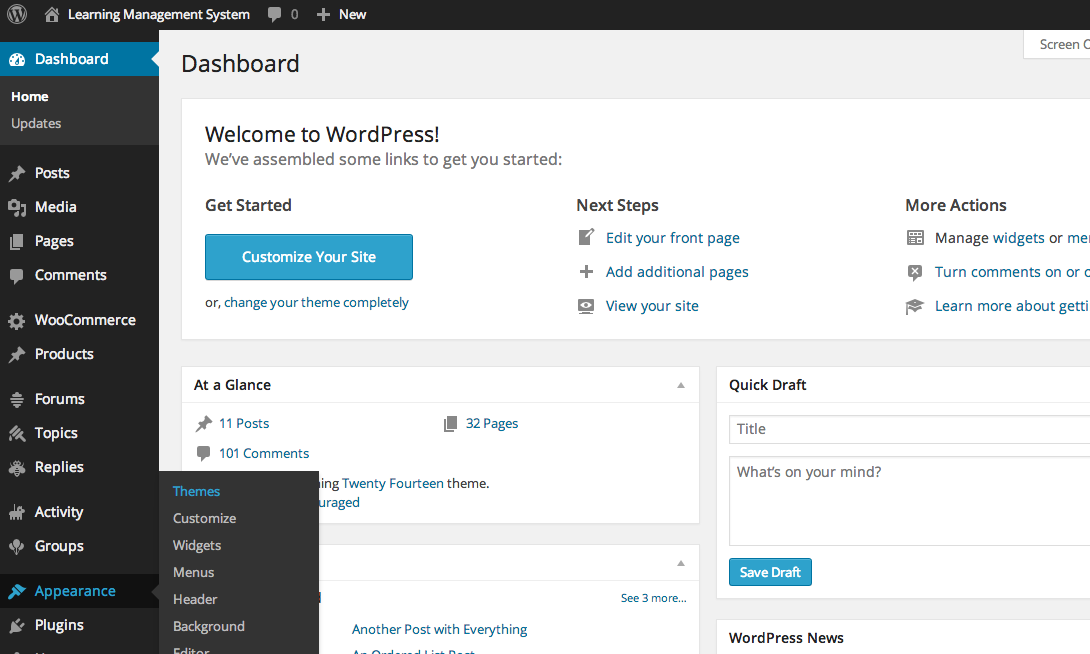 Learning Management System 0 New
Dashboard
Home
Updates
Posts
Media
Pages
Comments
WooCommerce
Products
Forums
Topics
Replies
Activity
Groups
Appearance
Plugins
Themes
Customize
Widgets
Menus
Header
Background
Editor
Screen O
Dashboard
Welcome to WordPress!
We've assembled some links to get you started:
Get Started
Customize Your Site
or, change your theme completely
Next Steps
Edit your front page
Add additional pages
View your site
More Actions
Manage widgets or me
Turn comments on or o
Learn more about getti
At a Glance
11 Posts
32 Pages
101 Comments
ing Twenty Fourteen theme.
uraged
See 3 more...
Another Post with Everything
An Ordered List Post
Quick Draft
Title
What's on your mind?
Save Draft
WordPress News